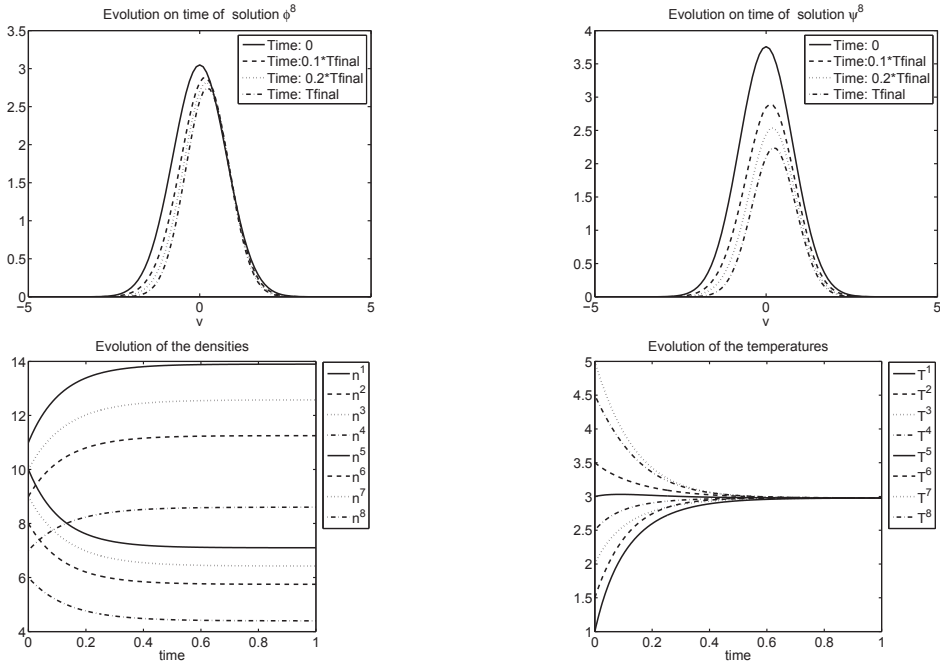 Evolution on time of solution ϕ⁸
3.5
3
2.5
2
1.5
1
0.5
0
−5
0
5
v
Time: 0
Time:0.1*Tfinal
Time: 0.2*Tfinal
Time: Tfinal
Evolution on time of solution ψ⁸
4
3.5
3
2.5
2
1.5
1
0.5
0
−5
0
5
v
Time: 0
Time:0.1*Tfinal
Time: 0.2*Tfinal
Time: Tfinal
Evolution of the densities
14
12
10
8
6
4
0
0.2
0.4
0.6
0.8
1
time
n¹
n²
n³
n⁴
n⁵
n⁶
n⁷
n⁸
Evolution of the temperatures
5
4.5
4
3.5
3
2.5
2
1.5
1
0
0.2
0.4
0.6
0.8
1
time
T¹
T²
T³
T⁴
T⁵
T⁶
T⁷
T⁸